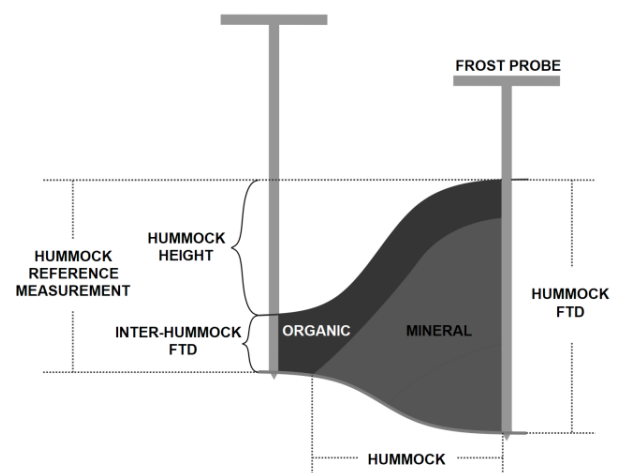 FROST PROBE
HUMMOCK
REFERENCE
MEASUREMENT
HUMMOCK
HEIGHT
INTER-HUMMOCK
FTD
ORGANIC
MINERAL
HUMMOCK
FTD
HUMMOCK